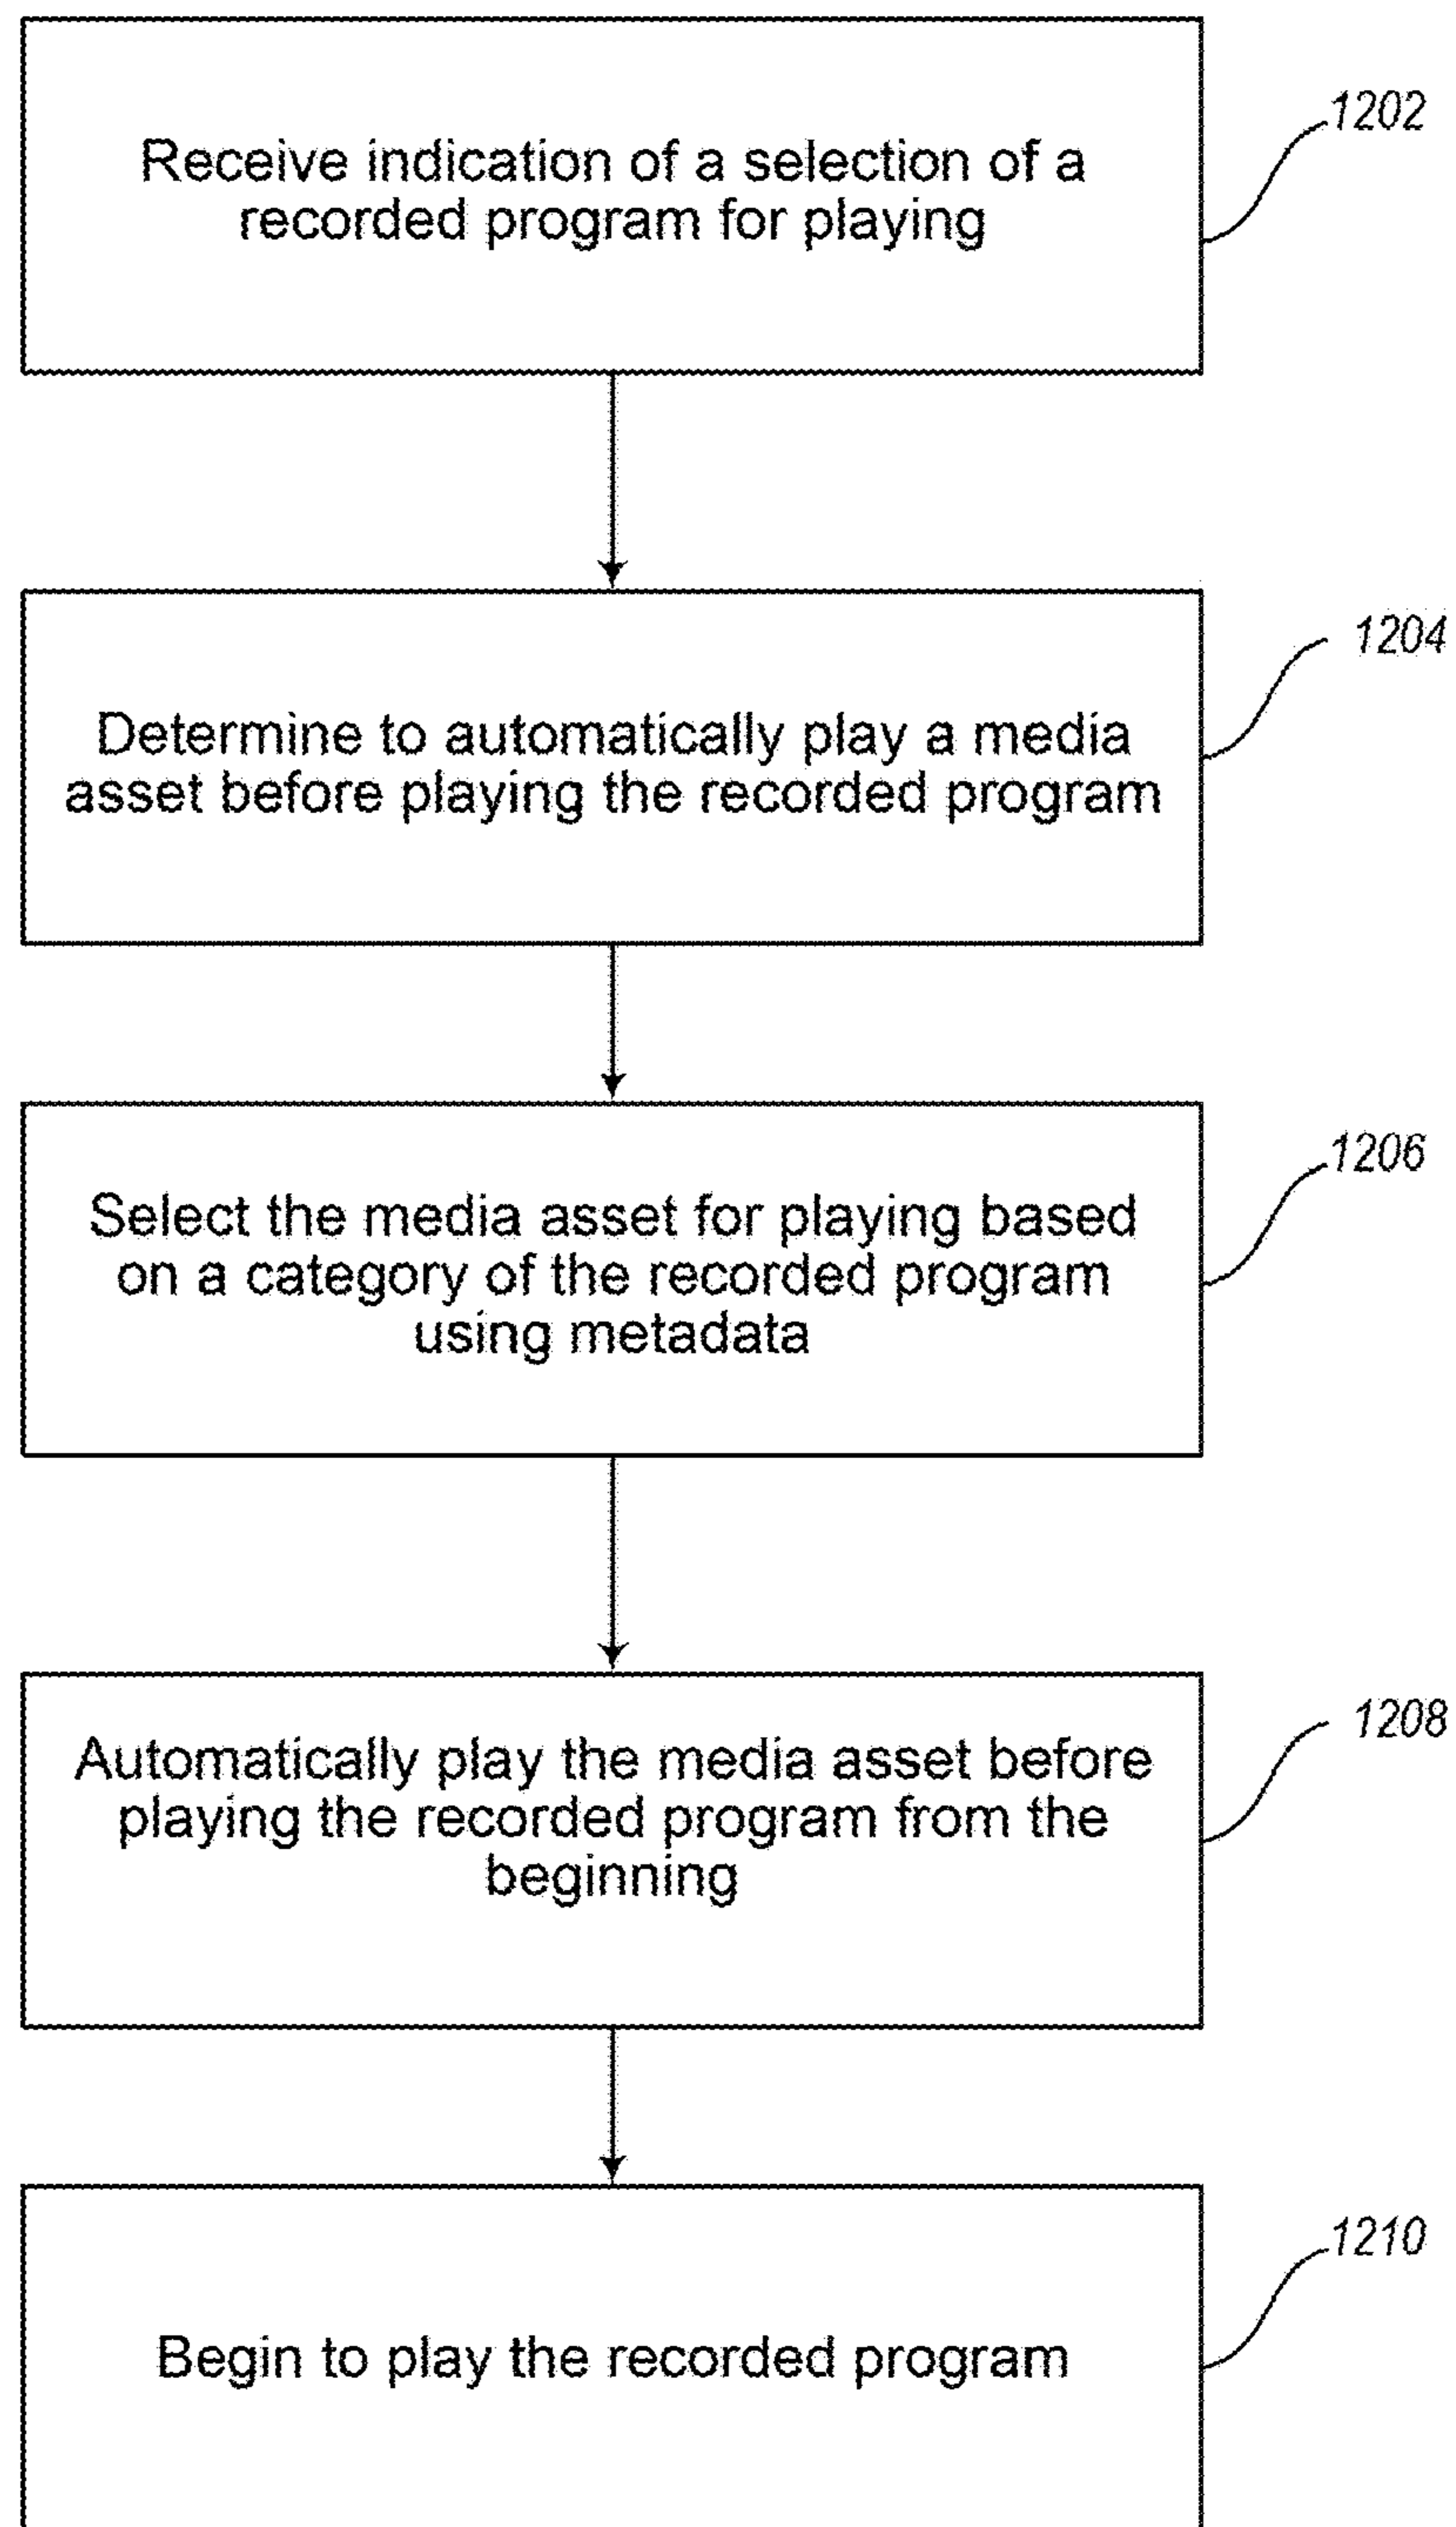 Receive indication of a selection of a
recorded program for playing
1202
Determine to automatically play a media
asset before playing the recorded program
1204
Select the media asset for playing based
on a category of the recorded program
using metadata
1206
Automatically play the media asset before
playing the recorded program from the
beginning
1208
Begin to play the recorded program
1210